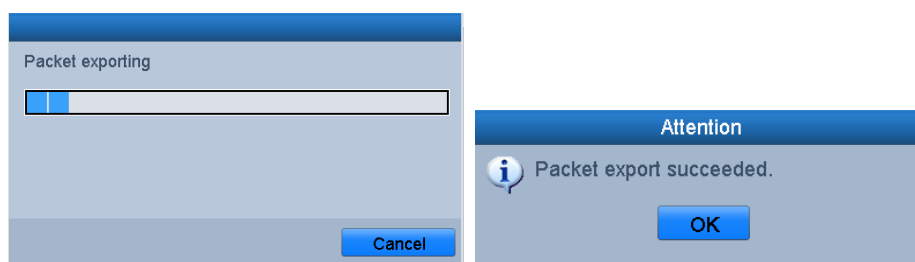 Packet exporting
Cancel
Attention
Packet export succeeded.
OK